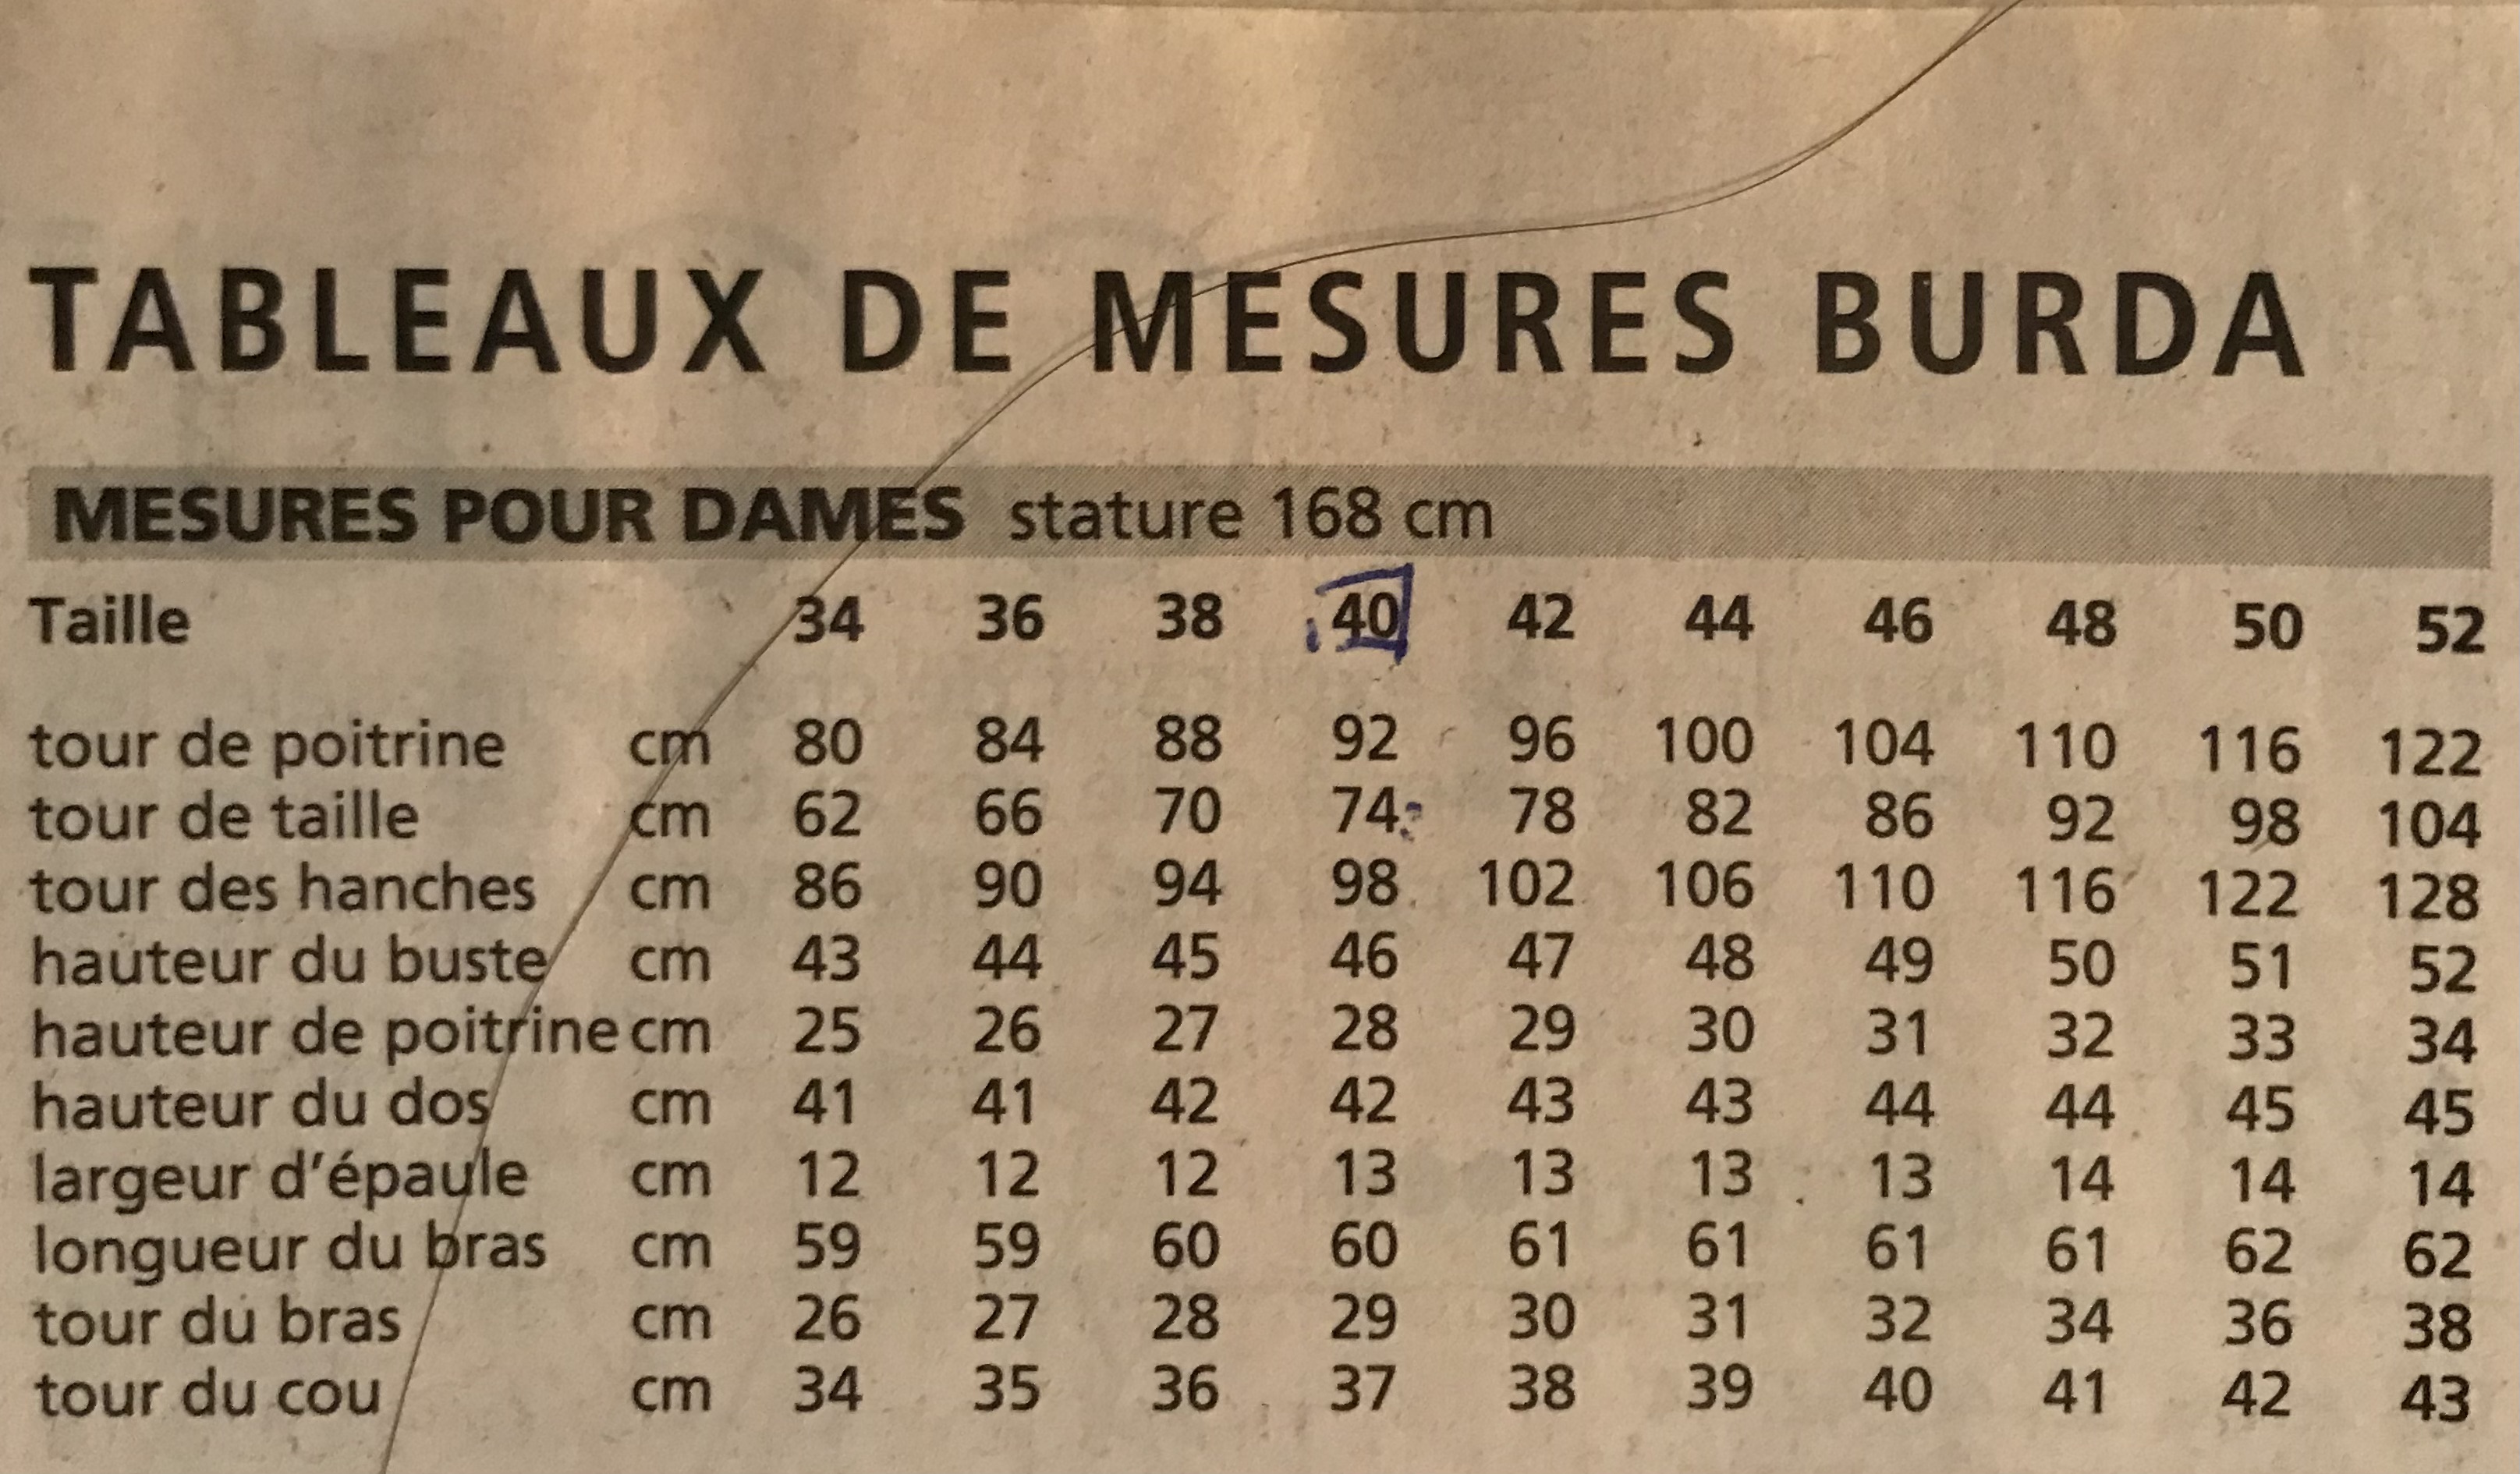 TABLEAUX DE MESURES BURDA
MESURES POUR DAMES stature 168 cm
Taille 34 36 38 40 42 44 46 48 50 52
tour de poitrine cm 80 84 88 92 96 100 104 110 116 122
tour de taille cm 62 66 70 74 78 82 86 92 98 104
tour des hanches cm 86 90 94 98 102 106 110 116 122 128
hauteur du buste cm 43 44 45 46 47 48 49 50 51 52
hauteur de poitrine cm 25 26 27 28 29 30 31 32 33 34
hauteur du dos cm 41 41 42 42 43 43 44 44 45 45
largeur d'épaule cm 12 12 12 13 13 13 13 14 14 14
longueur du bras cm 59 59 60 60 61 61 61 61 62 62
tour du bras cm 26 27 28 29 30 31 32 34 36 38
tour du cou cm 34 35 36 37 38 39 40 41 42 43